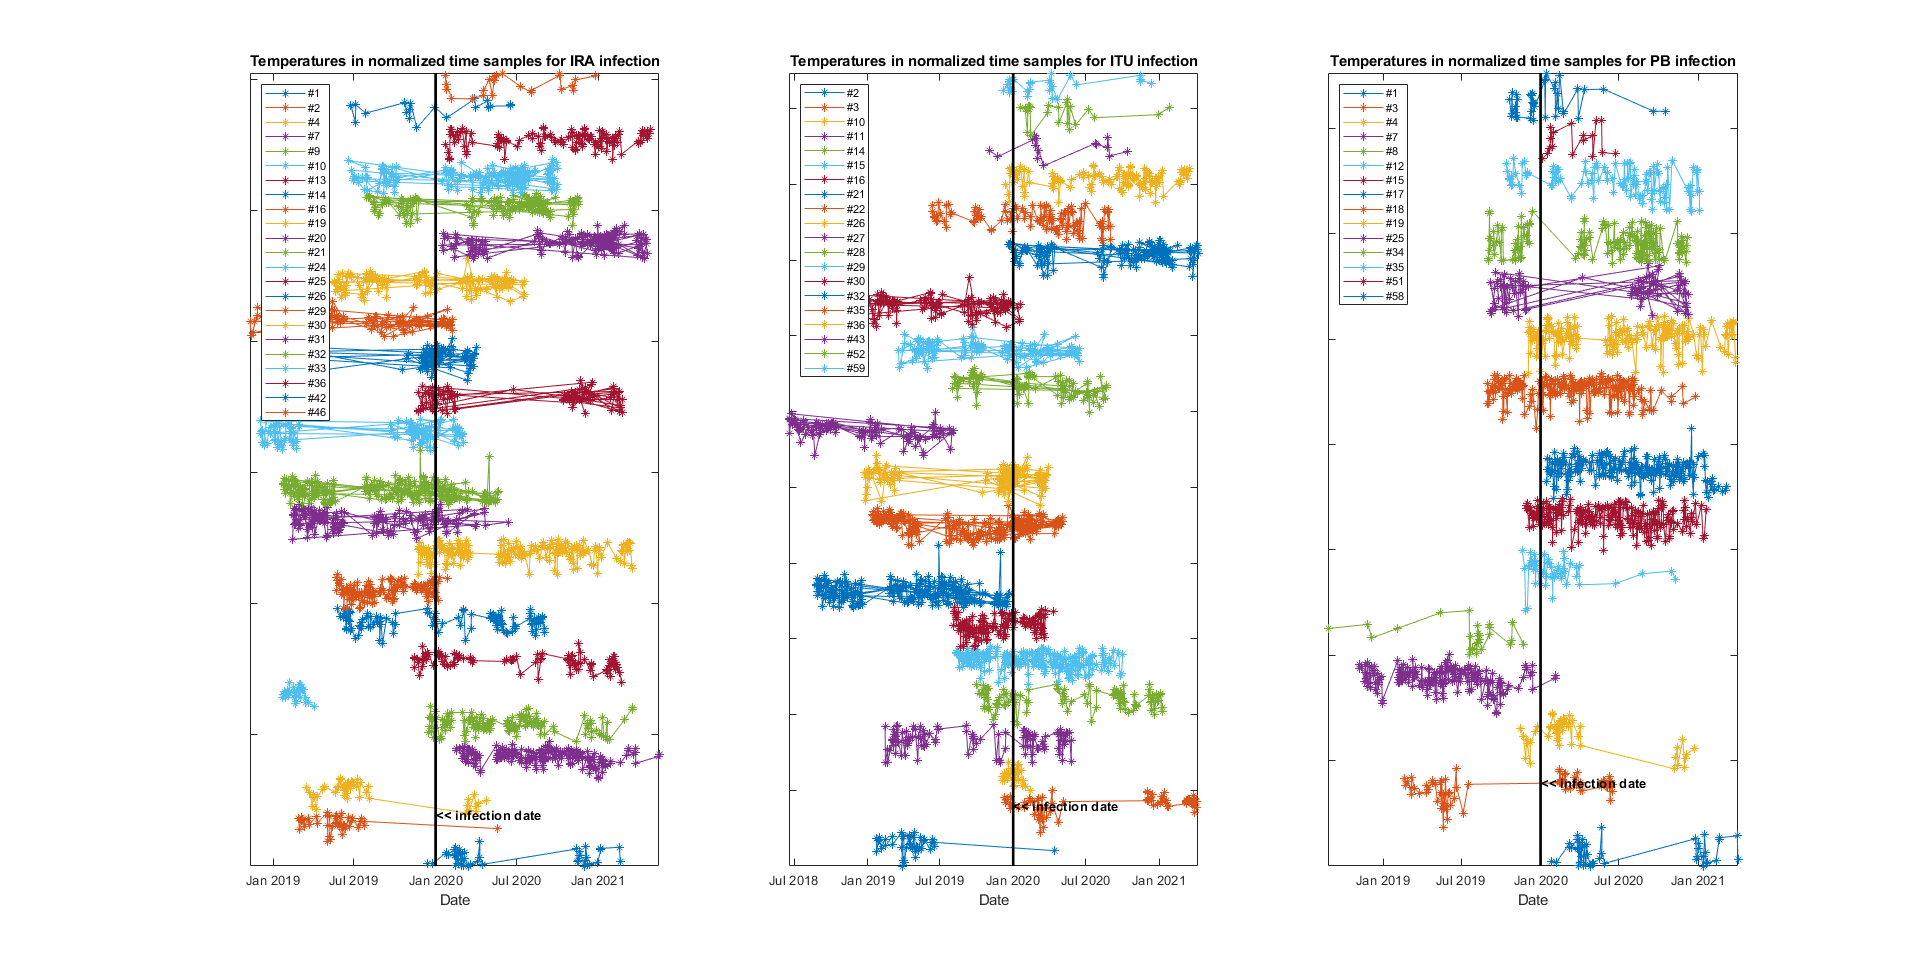 Temperatures in normalized time samples for IRA infection
#1
#2
#4
#7
#9
#10
#13
#14
#16
#19
#20
#21
#24
#25
#26
#29
#30
#31
#32
#33
#36
#42
#46
<< infection date
Jan 2019
Jul 2019
Jan 2020
Jul 2020
Jan 2021
Date
Temperatures in normalized time samples for ITU infection
#2
#3
#10
#11
#14
#15
#16
#21
#22
#26
#27
#28
#29
#30
#32
#35
#36
#43
#52
#59
<< infection date
Jul 2018
Jan 2019
Jul 2019
Jan 2020
Jul 2020
Jan 2021
Date
Temperatures in normalized time samples for PB infection
#1
#3
#4
#7
#8
#12
#15
#17
#18
#19
#25
#34
#35
#51
#58
<< infection date
Jan 2019
Jul 2019
Jan 2020
Jul 2020
Jan 2021
Date